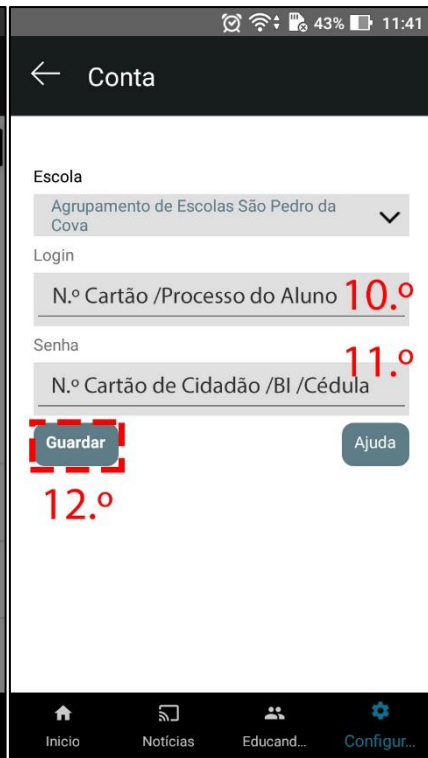 43% 11:41
Conta
Escola
Agrupamento de Escolas São Pedro da
Cova
Login
N.º Cartão /Processo do Aluno 10.º
Senha
11.º
N.º Cartão de Cidadão /BI /Cédula
Guardar Ajuda
12.º
Inicio Notícias Educand... Configur...